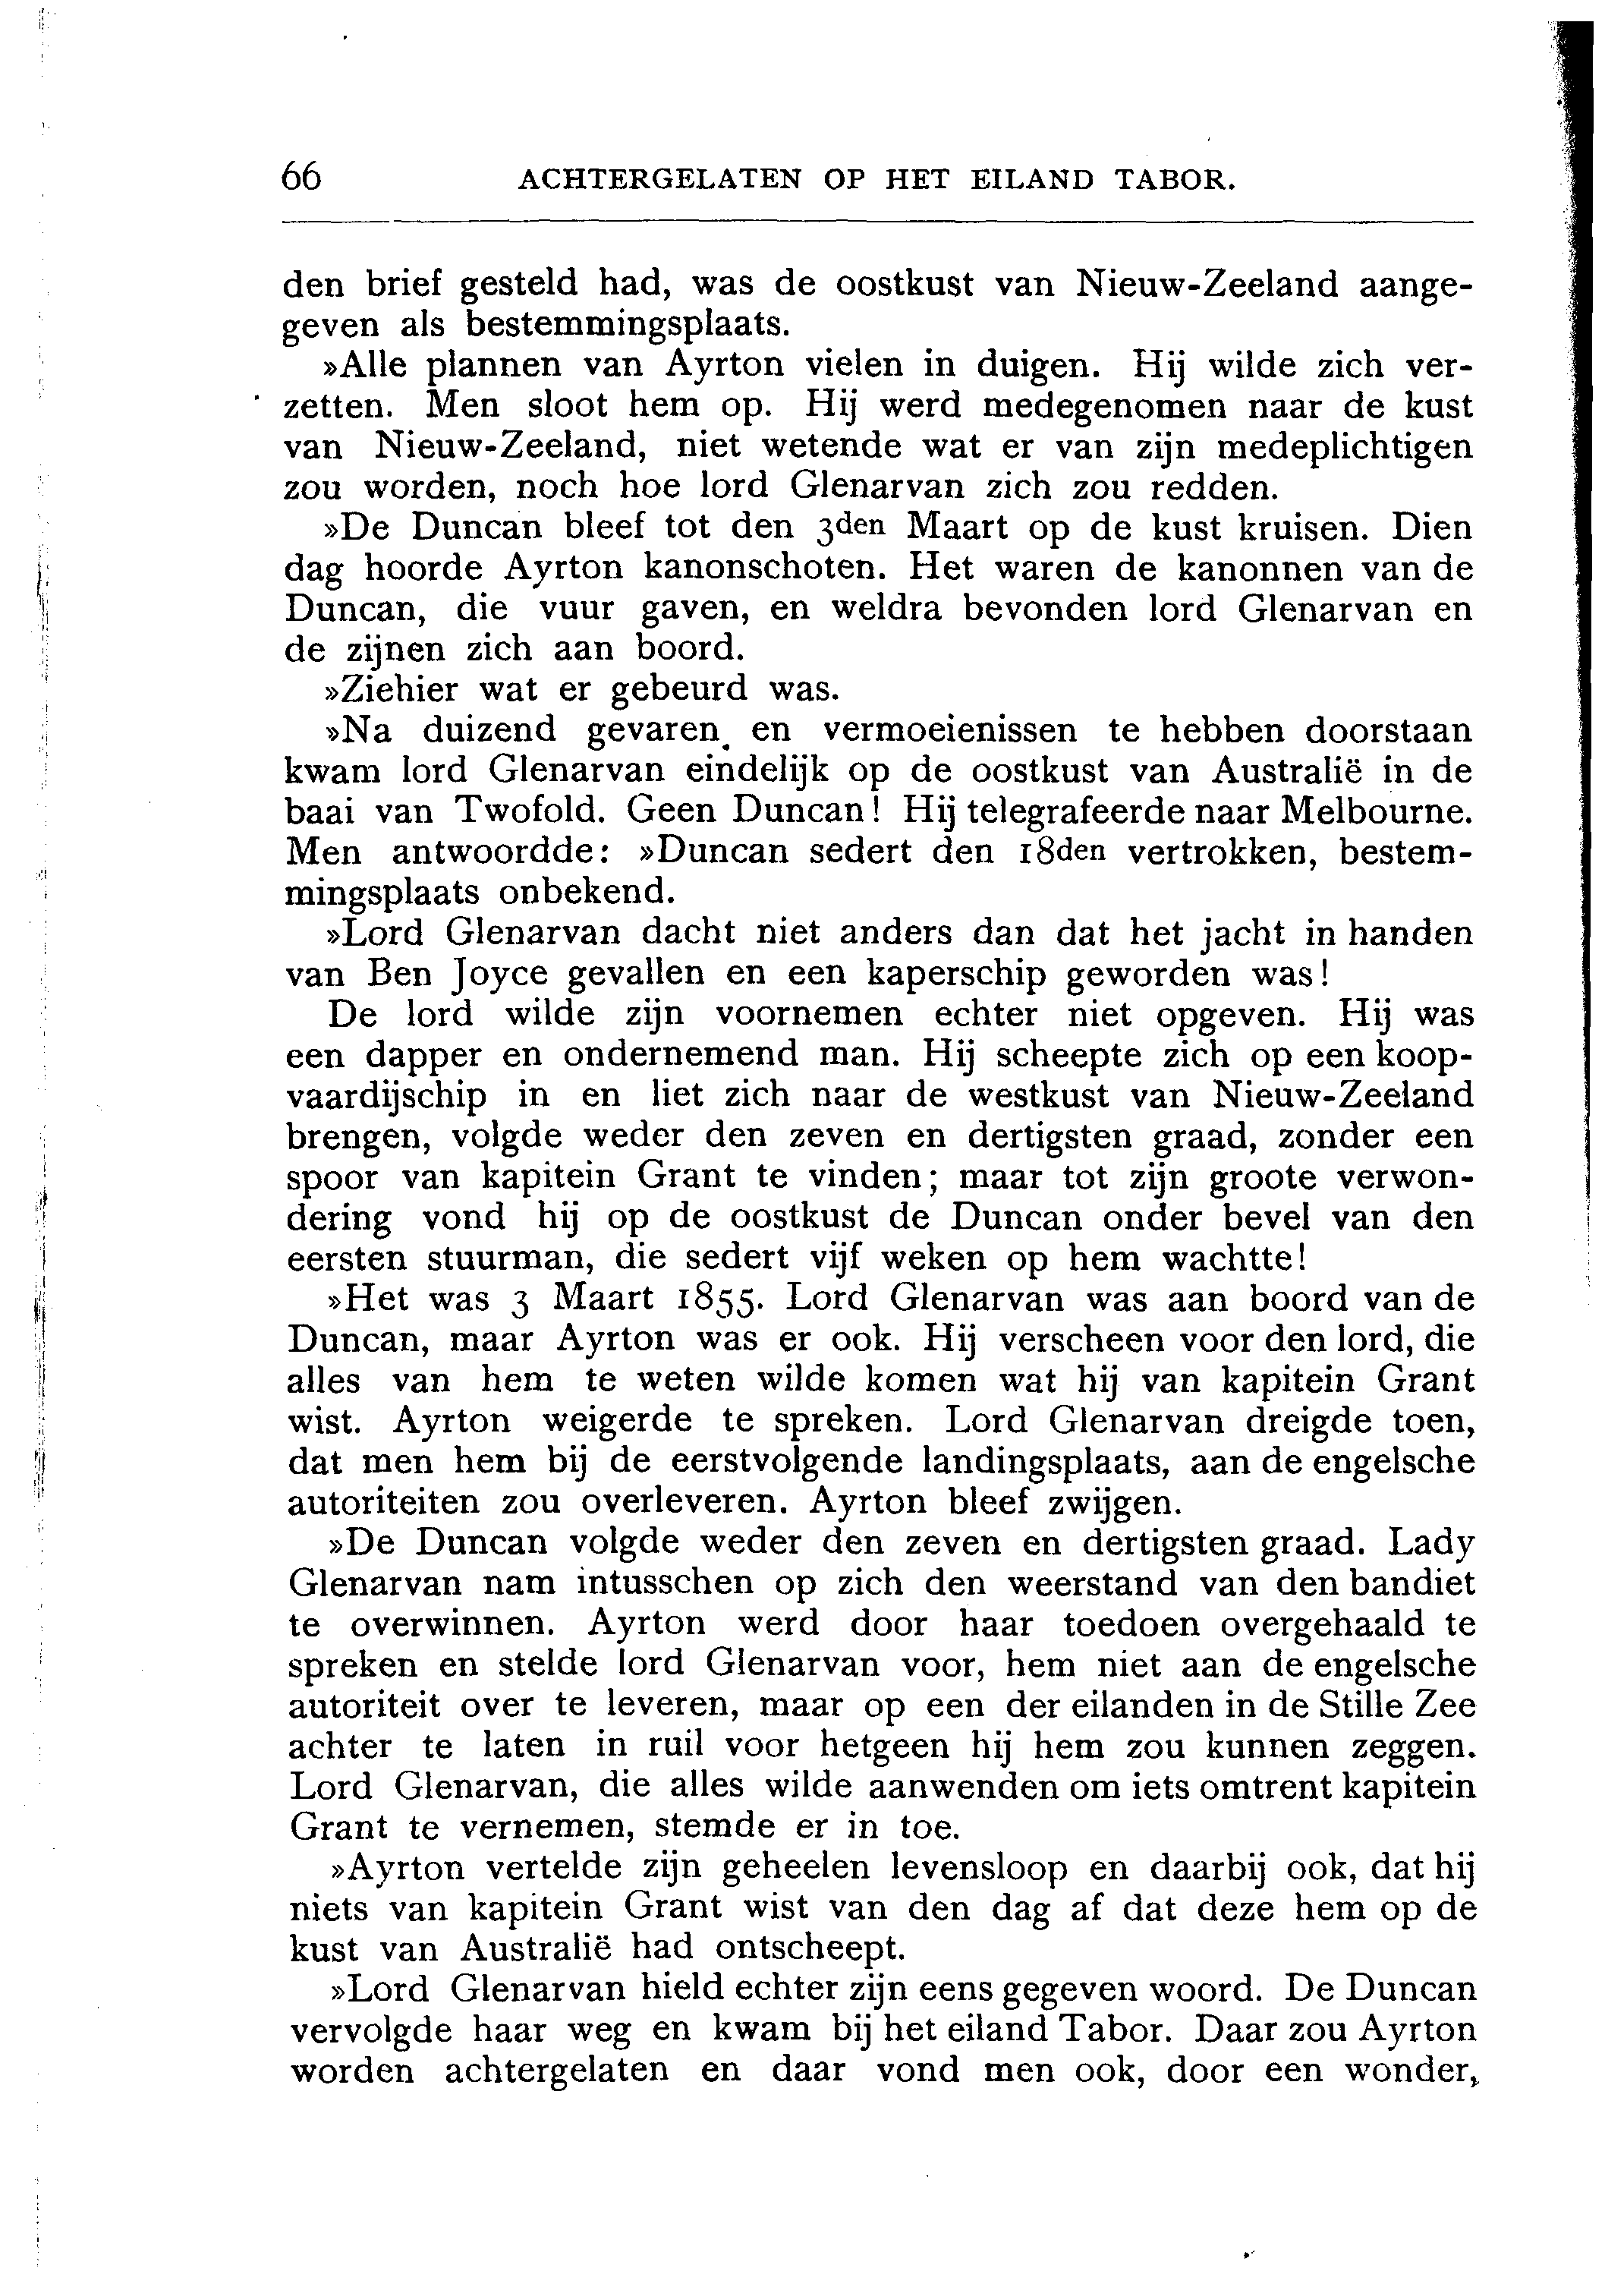 66 ACHTERGELATEN OP HET EILAND TABOR.
den brief gesteld had, was de oostkust van Nieuw-Zeeland aange-
geven als bestemmingsplaats.
»Alle plannen van Ayrton vielen in duigen. Hij wilde zich ver-
zetten. Men sloot hem op. Hij werd medegenomen naar de kust
van Nieuw-Zeeland, niet wetende wat er van zijn medeplichtigen
zou worden, noch hoe lord Glenarvan zich zou redden.
»De Duncan bleef tot den 3den Maart op de kust kruisen. Dien
dag hoorde Ayrton kanonschoten. Het waren de kanonnen van de
Duncan, die vuur gaven, en weldra bevonden lord Glenarvan en
de zijnen zich aan boord.
»Ziehier wat er gebeurd was.
»Na duizend gevaren en vermoeienissen te hebben doorstaan
kwam lord Glenarvan eindelijk op de oostkust van Australië in de
baai van Twofold. Geen Duncan! Hij telegrafeerde naar Melbourne.
Men antwoordde: »Duncan sedert den 18den vertrokken, bestem-
mingsplaats onbekend.
»Lord Glenarvan dacht niet anders dan dat het jacht in handen
van Ben Joyce gevallen en een kaperschip geworden was!
De lord wilde zijn voornemen echter niet opgeven. Hij was
een dapper en ondernemend man. Hij scheepte zich op een koop-
vaardijschip in en liet zich naar de westkust van Nieuw-Zeeland
brengen, volgde weder den zeven en dertigsten graad, zonder een
spoor van kapitein Grant te vinden; maar tot zijn groote verwon-
dering vond hij op de oostkust de Duncan onder bevel van den
eersten stuurman, die sedert vijf weken op hem wachtte!
»Het was 3 Maart 1855. Lord Glenarvan was aan boord van de
Duncan, maar Ayrton was er ook. Hij verscheen voor den lord, die
alles van hem te weten wilde komen wat hij van kapitein Grant
wist. Ayrton weigerde te spreken. Lord Glenarvan dreigde toen,
dat men hem bij de eerstvolgende landingsplaats, aan de engelsche
autoriteiten zou overleveren. Ayrton bleef zwijgen.
»De Duncan volgde weder den zeven en dertigsten graad. Lady
Glenarvan nam intusschen op zich den weerstand van den bandiet
te overwinnen. Ayrton werd door haar toedoen overgehaald te
spreken en stelde lord Glenarvan voor, hem niet aan de engelsche
autoriteit over te leveren, maar op een der eilanden in de Stille Zee
achter te laten in ruil voor hetgeen hij hem zou kunnen zeggen.
Lord Glenarvan, die alles wilde aanwenden om iets omtrent kapitein
Grant te vernemen, stemde er in toe.
»Ayrton vertelde zijn geheelen levensloop en daarbij ook, dat hij
niets van kapitein Grant wist van den dag af dat deze hem op de
kust van Australië had ontscheept.
»Lord Glenarvan hield echter zijn eens gegeven woord. De Duncan
vervolgde haar weg en kwam bij het eiland Tabor. Daar zou Ayrton
worden achtergelaten en daar vond men ook, door een wonder,